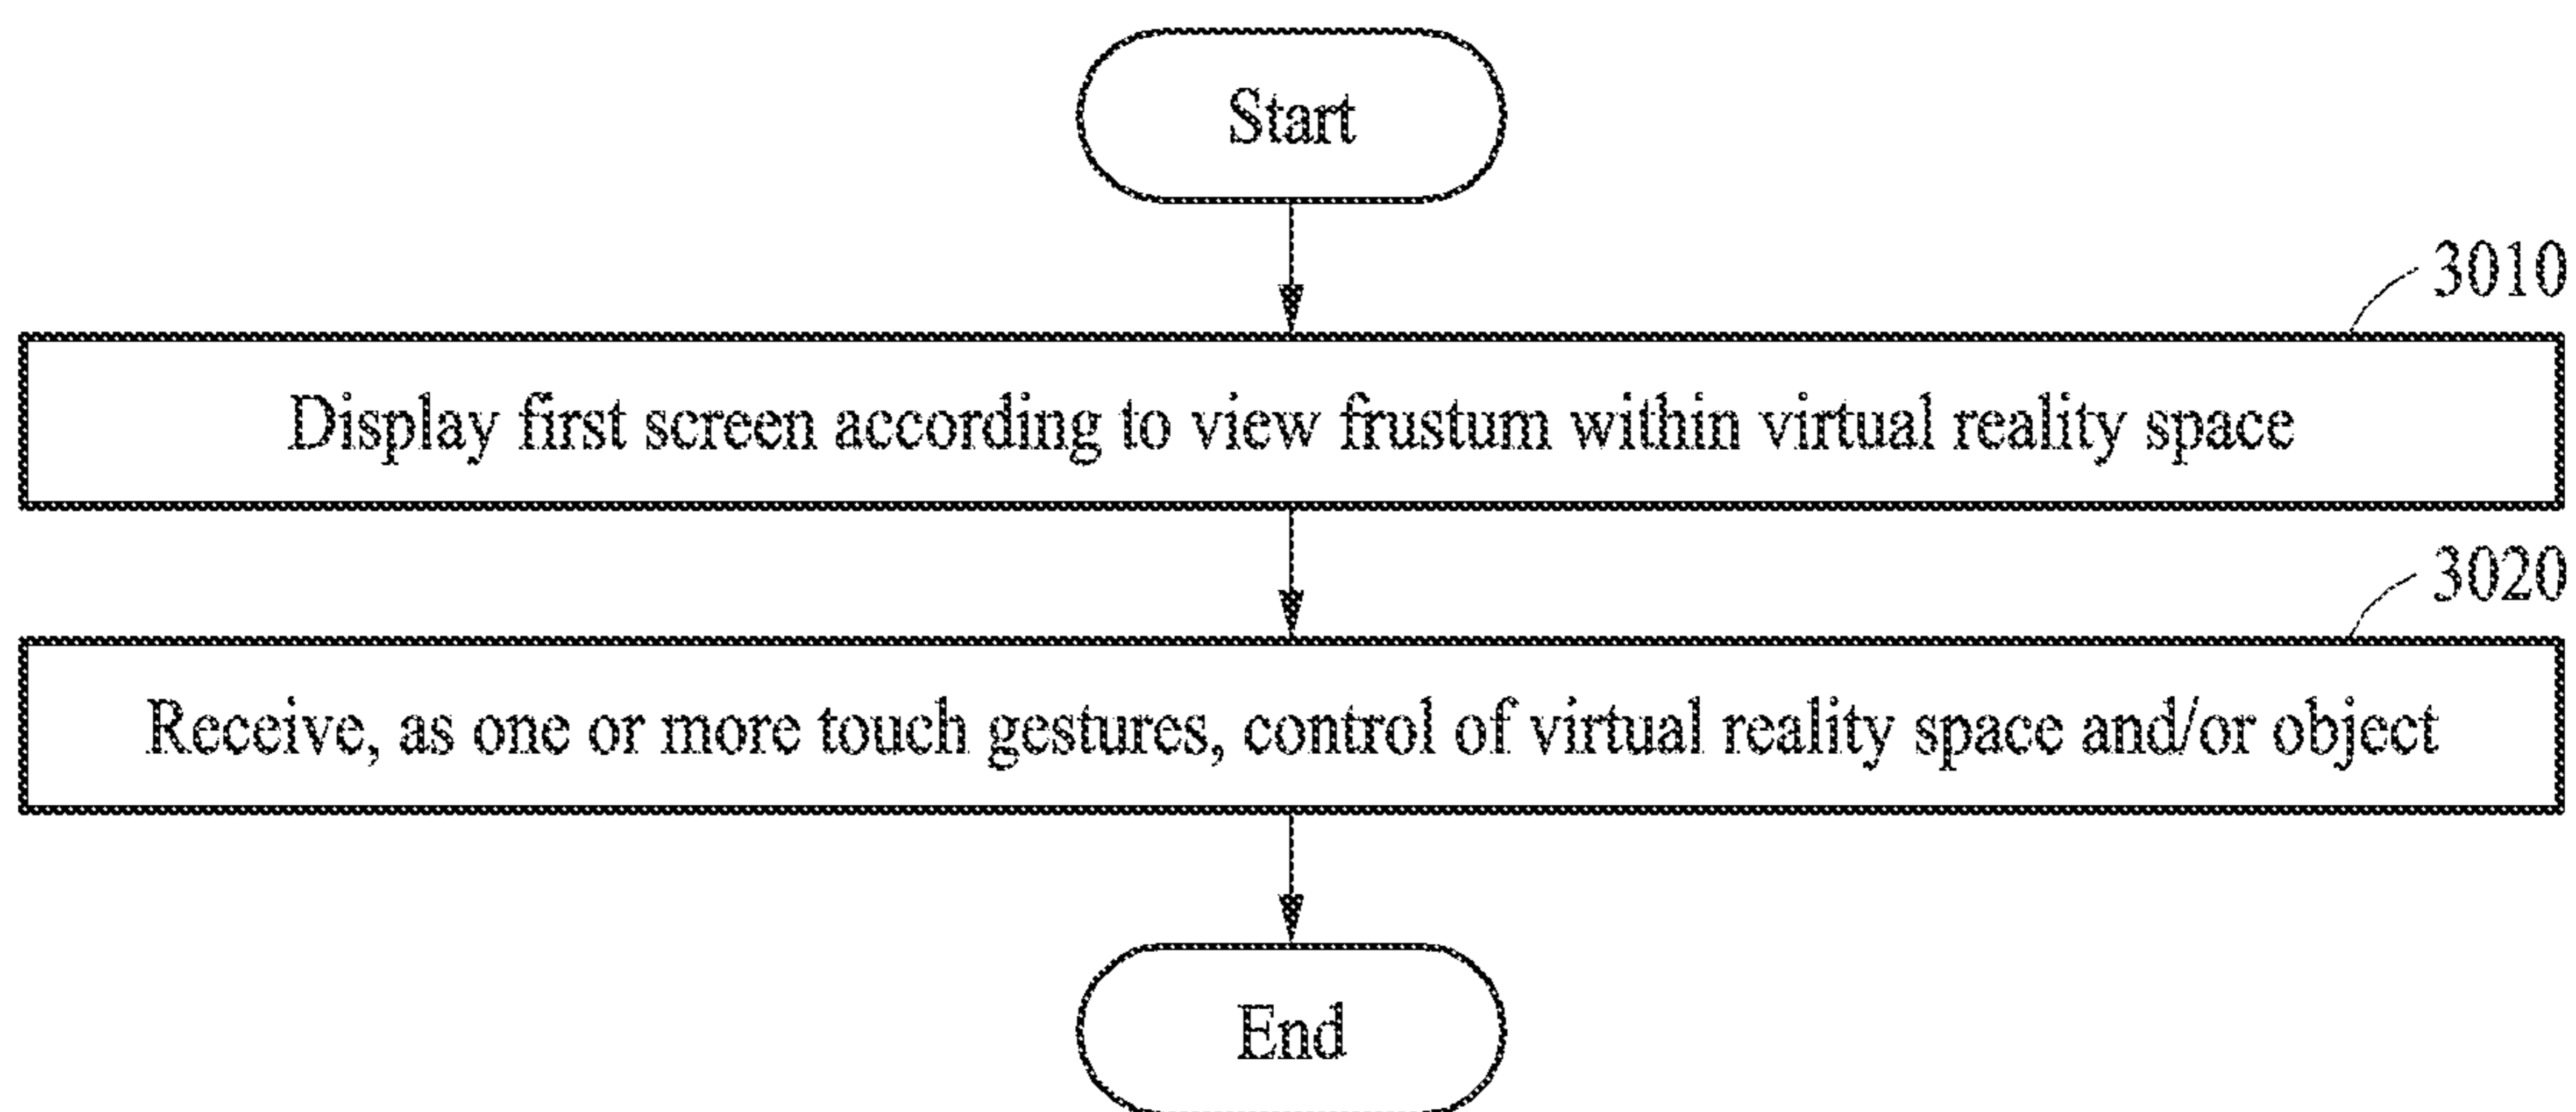 Start
3010
Display first screen according to view frustum within virtual reality space
3020
Receive, as one or more touch gestures, control of virtual reality space and/or object
End